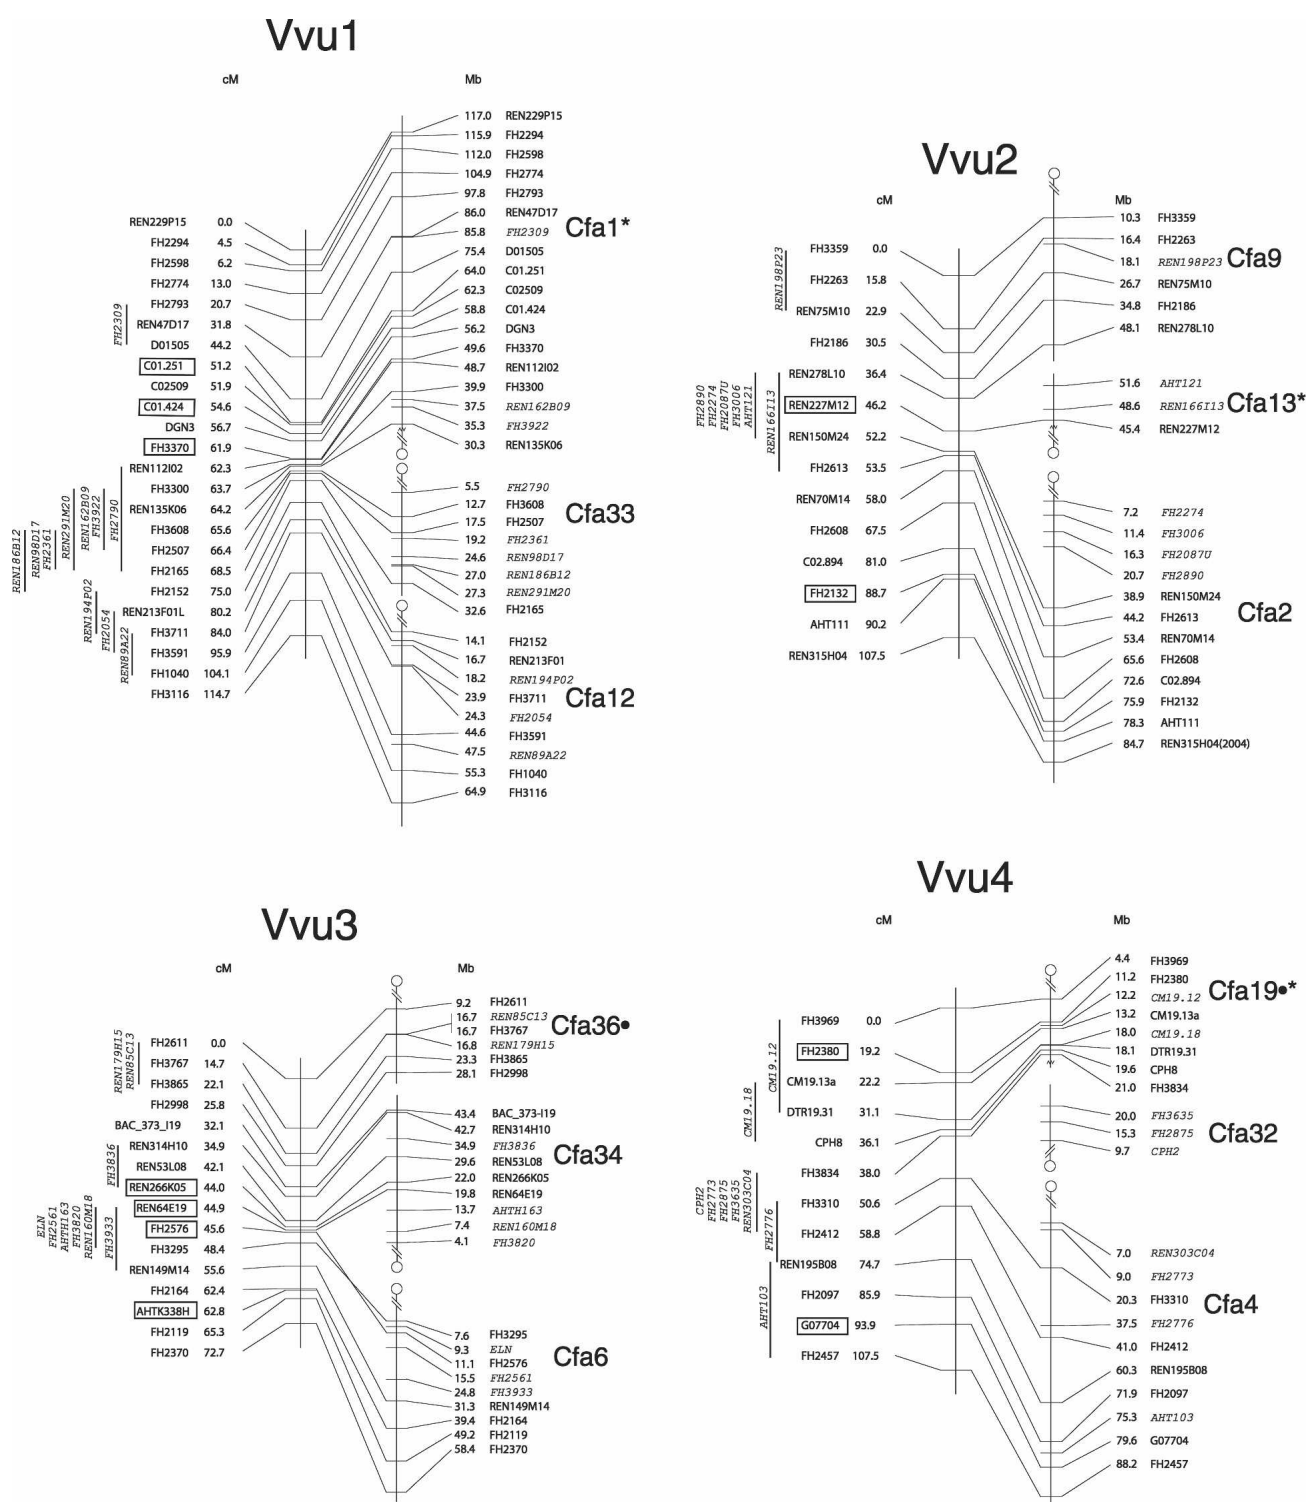 Vvu1
cM
Mb
REN229P15 0.0
FH2294 4.5
FH2598 6.2
FH2774 13.0
FH2793 20.7
REN47D17 31.8
D01505 44.2
C01.251 51.2
C02509 51.9
C01.424 54.6
DGN3 56.7
FH3370 61.9
REN112I02 62.3
FH3300 63.7
REN135K06 64.2
FH3608 65.6
FH2507 66.4
FH2165 68.5
FH2152 75.0
REN213F01L 80.2
FH3711 84.0
FH3591 95.9
FH1040 104.1
FH3116 114.7
FH2309
REN186B12
REN98D17
FH2361
REN291M20
REN162B09
FH3922
FH2790
REN194P02
FH2054
REN89A22
117.0 REN229P15
115.9 FH2294
112.0 FH2598
104.9 FH2774
97.8 FH2793
86.0 REN47D17
85.8 FH2309
75.4 D01505
64.0 C01.251
62.3 C02509
58.8 C01.424
56.2 DGN3
49.6 FH3370
48.7 REN112I02
39.9 FH3300
37.5 REN162B09
35.3 FH3922
30.3 REN135K06
Cfa1*
5.5 FH2790
12.7 FH3608
17.5 FH2507
19.2 FH2361
24.6 REN98D17
27.0 REN186B12
27.3 REN291M20
32.6 FH2165
Cfa33
14.1 FH2152
16.7 REN213F01
18.2 REN194P02
23.9 FH3711
24.3 FH2054
44.6 FH3591
47.5 REN89A22
55.3 FH1040
64.9 FH3116
Cfa12
Vvu2
cM
Mb
FH3359 0.0
FH2263 15.8
REN75M10 22.9
FH2186 30.5
REN278L10 36.4
REN227M12 46.2
REN150M24 52.2
FH2613 53.5
REN70M14 58.0
FH2608 67.5
C02.894 81.0
FH2132 88.7
AHT111 90.2
REN315H04 107.5
REN198P23
FH2890
FH2274
FH2087U
FH3006
AHT121
REN166I13
10.3 FH3359
16.4 FH2263
18.1 REN198P23
26.7 REN75M10
34.8 FH2186
48.1 REN278L10
Cfa9
51.6 AHT121
48.6 REN166I13
45.4 REN227M12
Cfa13*
7.2 FH2274
11.4 FH3006
16.3 FH2087U
20.7 FH2890
38.9 REN150M24
44.2 FH2613
53.4 REN70M14
65.6 FH2608
72.6 C02.894
75.9 FH2132
78.3 AHT111
84.7 REN315H04(2004)
Cfa2
Vvu3
cM
Mb
FH2611 0.0
FH3767 14.7
FH3865 22.1
FH2998 25.8
BAC_373_I19 32.1
REN314H10 34.9
REN53L08 42.1
REN266K05 44.0
REN64E19 44.9
FH2576 45.6
FH3295 48.4
REN149M14 55.6
FH2164 62.4
AHTK338H 62.8
FH2119 65.3
FH2370 72.7
REN179H15
REN85C13
FH3836
ELN
FH2561
AHTH163
FH3820
REN160M18
FH3933
9.2 FH2611
16.7 REN85C13
16.7 FH3767
16.8 REN179H15
23.3 FH3865
28.1 FH2998
Cfa36•
43.4 BAC_373-I19
42.7 REN314H10
34.9 FH3836
29.6 REN53L08
22.0 REN266K05
19.8 REN64E19
13.7 AHTH163
7.4 REN160M18
4.1 FH3820
Cfa34
7.6 FH3295
9.3 ELN
11.1 FH2576
15.5 FH2561
24.8 FH3933
31.3 REN149M14
39.4 FH2164
49.2 FH2119
58.4 FH2370
Cfa6
Vvu4
cM
Mb
FH3969 0.0
FH2380 19.2
CM19.13a 22.2
DTR19.31 31.1
CPH8 36.1
FH3834 38.0
FH3310 50.6
FH2412 58.8
REN195B08 74.7
FH2097 85.9
G07704 93.9
FH2457 107.5
CM19.12
CM19.18
CPH2
FH2773
FH2875
FH3635
REN303C04
FH2776
AHT103
4.4 FH3969
11.2 FH2380
12.2 CM19.12
13.2 CM19.13a
18.0 CM19.18
18.1 DTR19.31
19.6 CPH8
21.0 FH3834
Cfa19•*
20.0 FH3635
15.3 FH2875
9.7 CPH2
Cfa32
7.0 REN303C04
9.0 FH2773
20.3 FH3310
37.5 FH2776
41.0 FH2412
60.3 REN195B08
71.9 FH2097
75.3 AHT103
79.6 G07704
88.2 FH2457
Cfa4